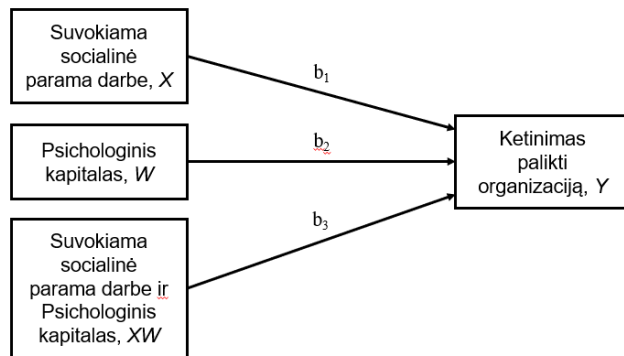 Suvokiama
socialinė
parama darbe, X
b₁
Psichologinis
kapitalas, W
b₂
Ketinimas
palikti
organizaciją, Y
b₃
Suvokiama
socialinė
parama darbe ir
Psichologinis
kapitalas, XW